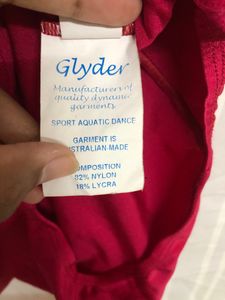 Glyder
Manufacturers of
quality dynamic
garments
SPORT AQUATIC DANCE
GARMENT IS
STRALIAN-MADE
OMPOSITION
82% NYLON
18% LYCRA